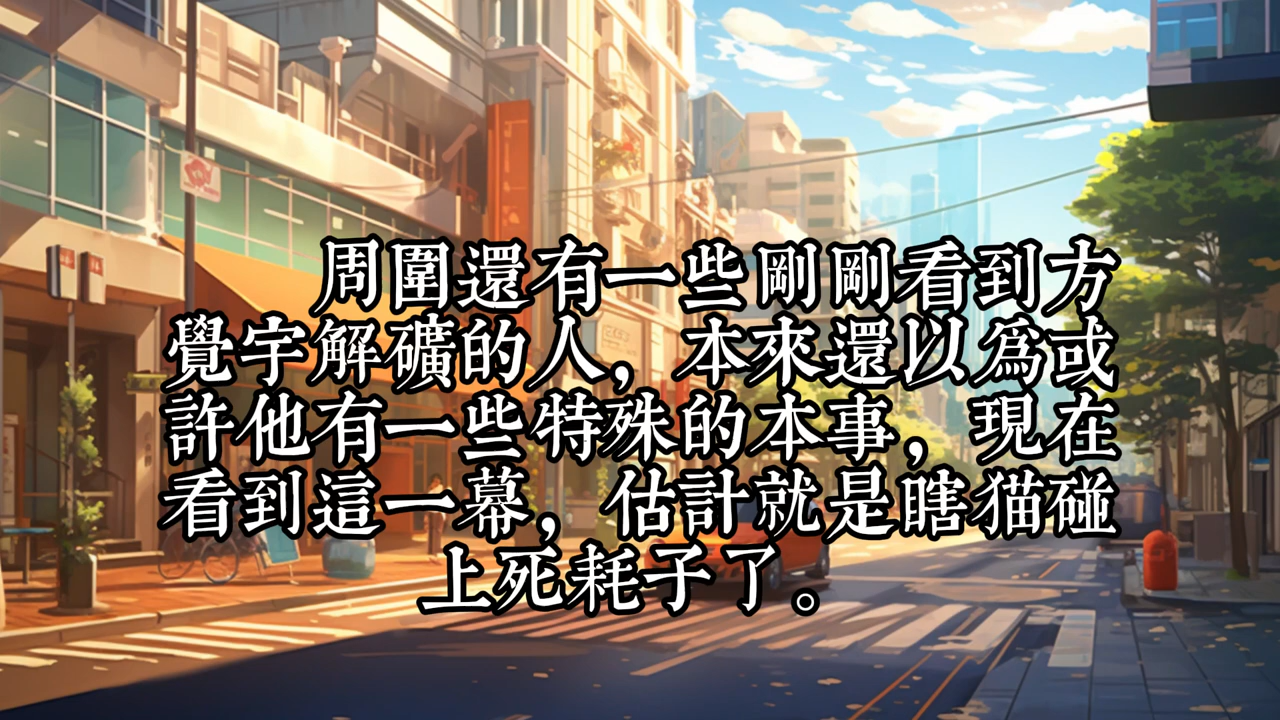 周圍還有一些剛剛看到方
覺宇解礦的人，本來還以為或
許他有一些特殊的本事，現在
看到這一幕，估計就是瞎猫碰
上死耗子了。